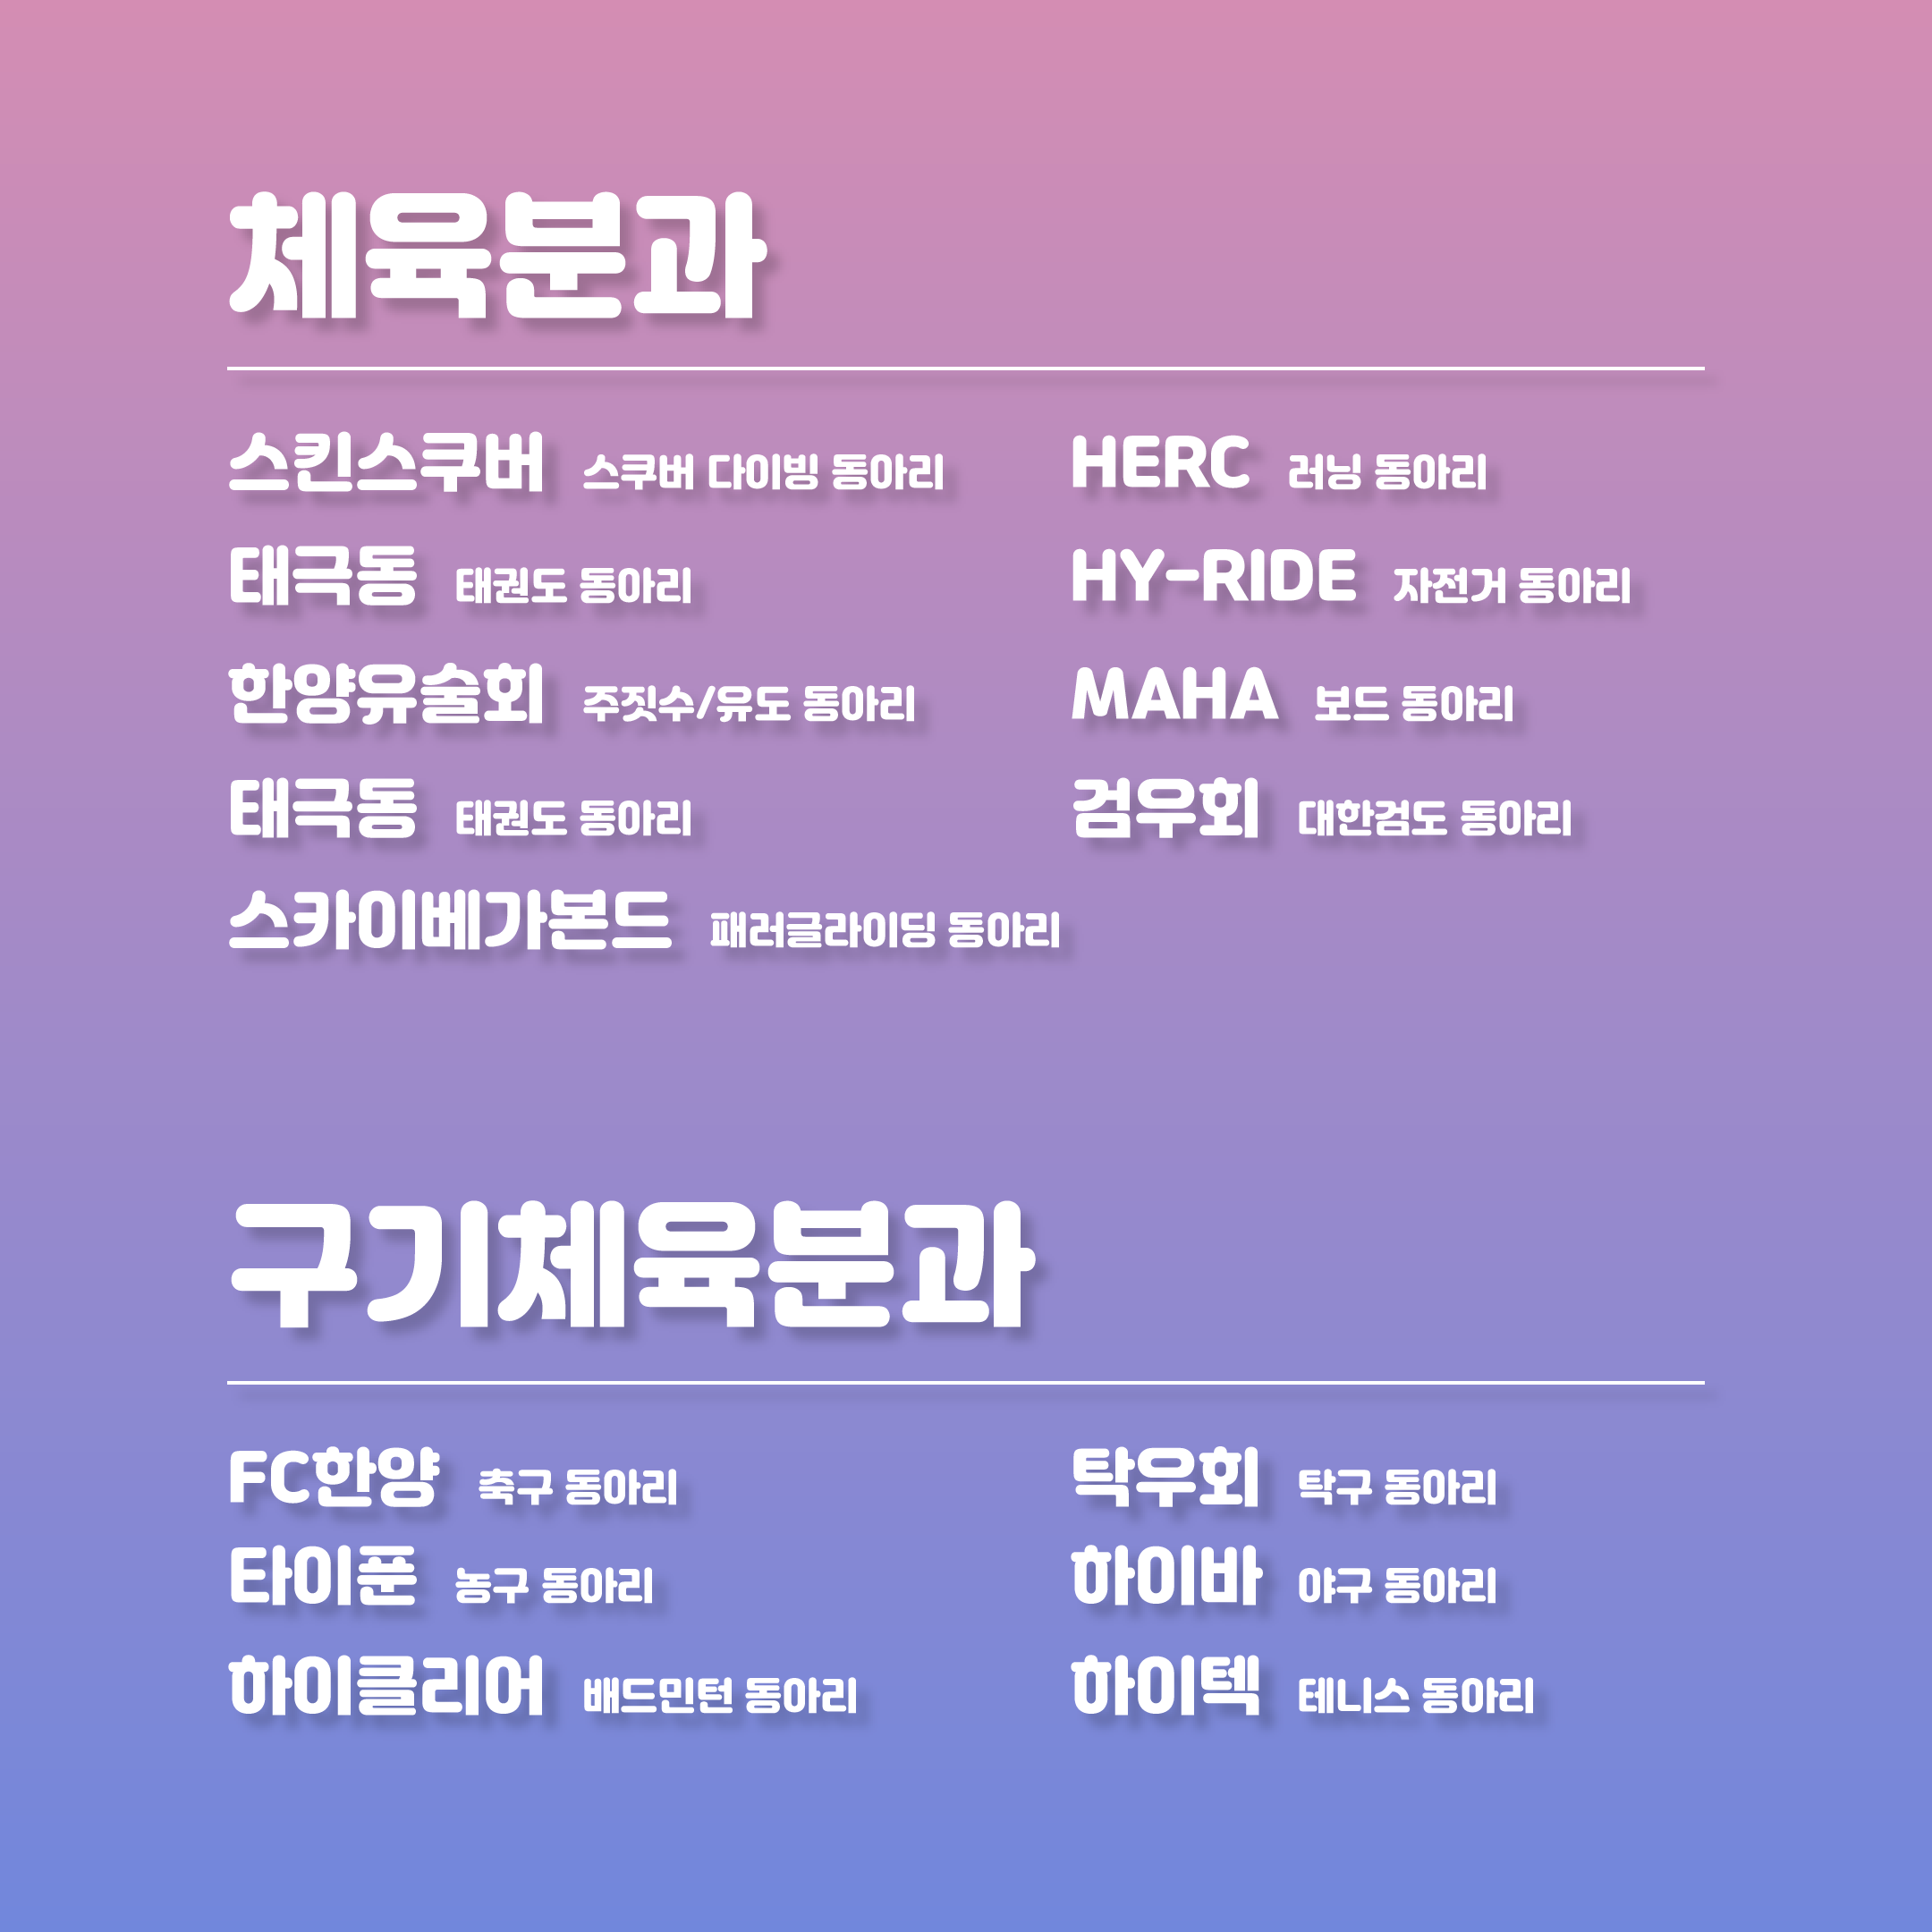 체육분과
스킨스쿠버 스쿠버 다이빙 동아리
HERC 러닝 동아리
태극동 태권도 동아리
HY-RIDE 자전거 동아리
한양유술회 주짓수/유도 동아리
MAHA 보드 동아리
태극동 태권도 동아리
검우회 대한검도 동아리
스카이베가본드 패러글라이딩 동아리
구기체육분과
FC한양 축구 동아리
탁우회 탁구 동아리
타이푼 농구 동아리
하이바 야구 동아리
하이클리어 배드민턴 동아리
하이텍 테니스 동아리